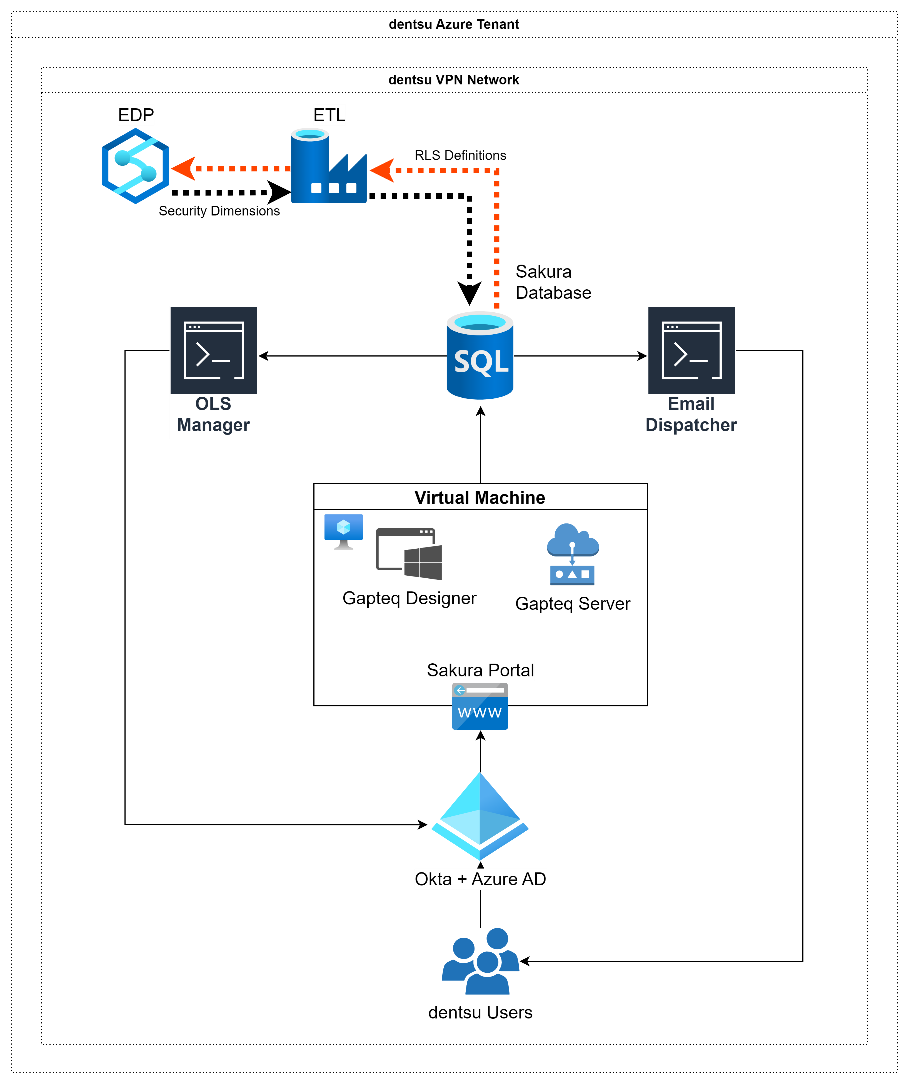 dentsu Azure Tenant
dentsu VPN Network
EDP
ETL
RLS Definitions
Security Dimensions
Sakura
Database
SQL
OLS
Manager
Email
Dispatcher
Virtual Machine
Gapteq Designer
Gapteq Server
Sakura Portal
www
Okta + Azure AD
dentsu Users